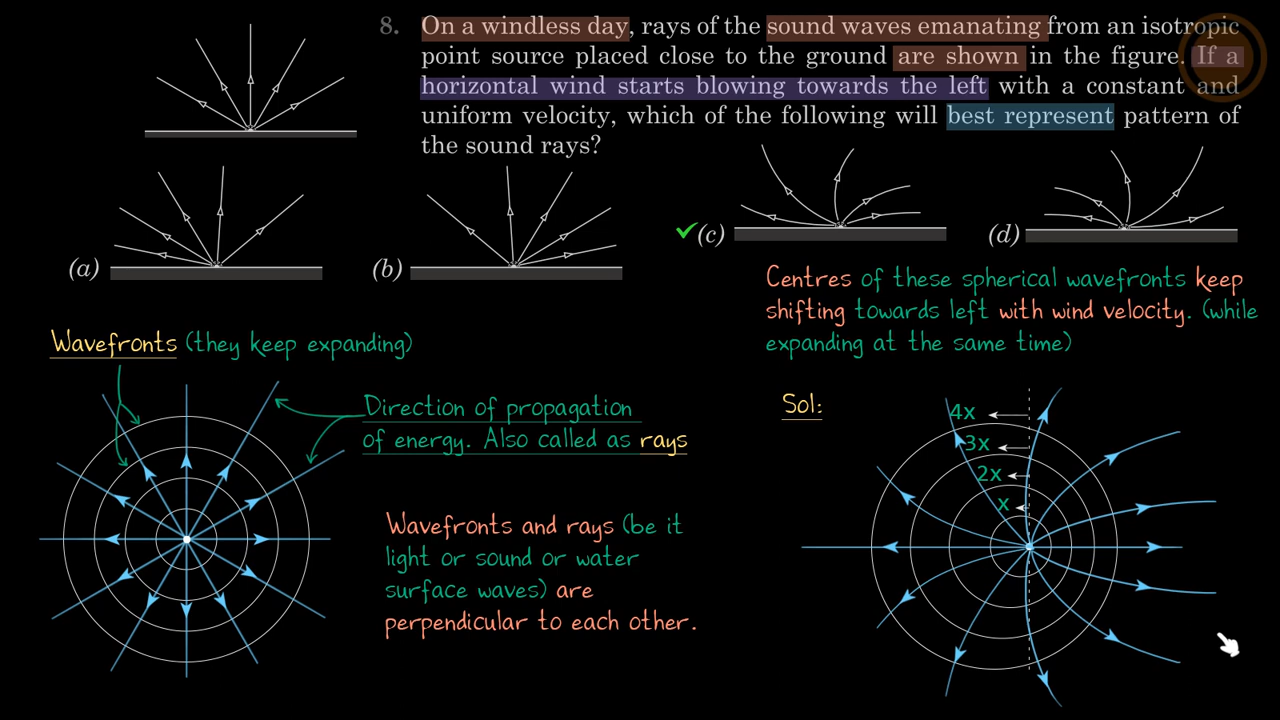 8. On a windless day, rays of the sound waves emanating from an isotropic
point source placed close to the ground are shown in the figure. If a
horizontal wind starts blowing towards the left with a constant and
uniform velocity, which of the following will best represent pattern of
the sound rays?
(a)
(b)
(c)
(d)
Centres of these spherical wavefronts keep
shifting towards left with wind velocity. (while
expanding at the same time)
Wavefronts (they keep expanding)
Direction of propagation
of energy. Also called as rays
Wavefronts and rays (be it
light or sound or water
surface waves) are
perpendicular to each other.
Sol:
4x
3x
2x
x